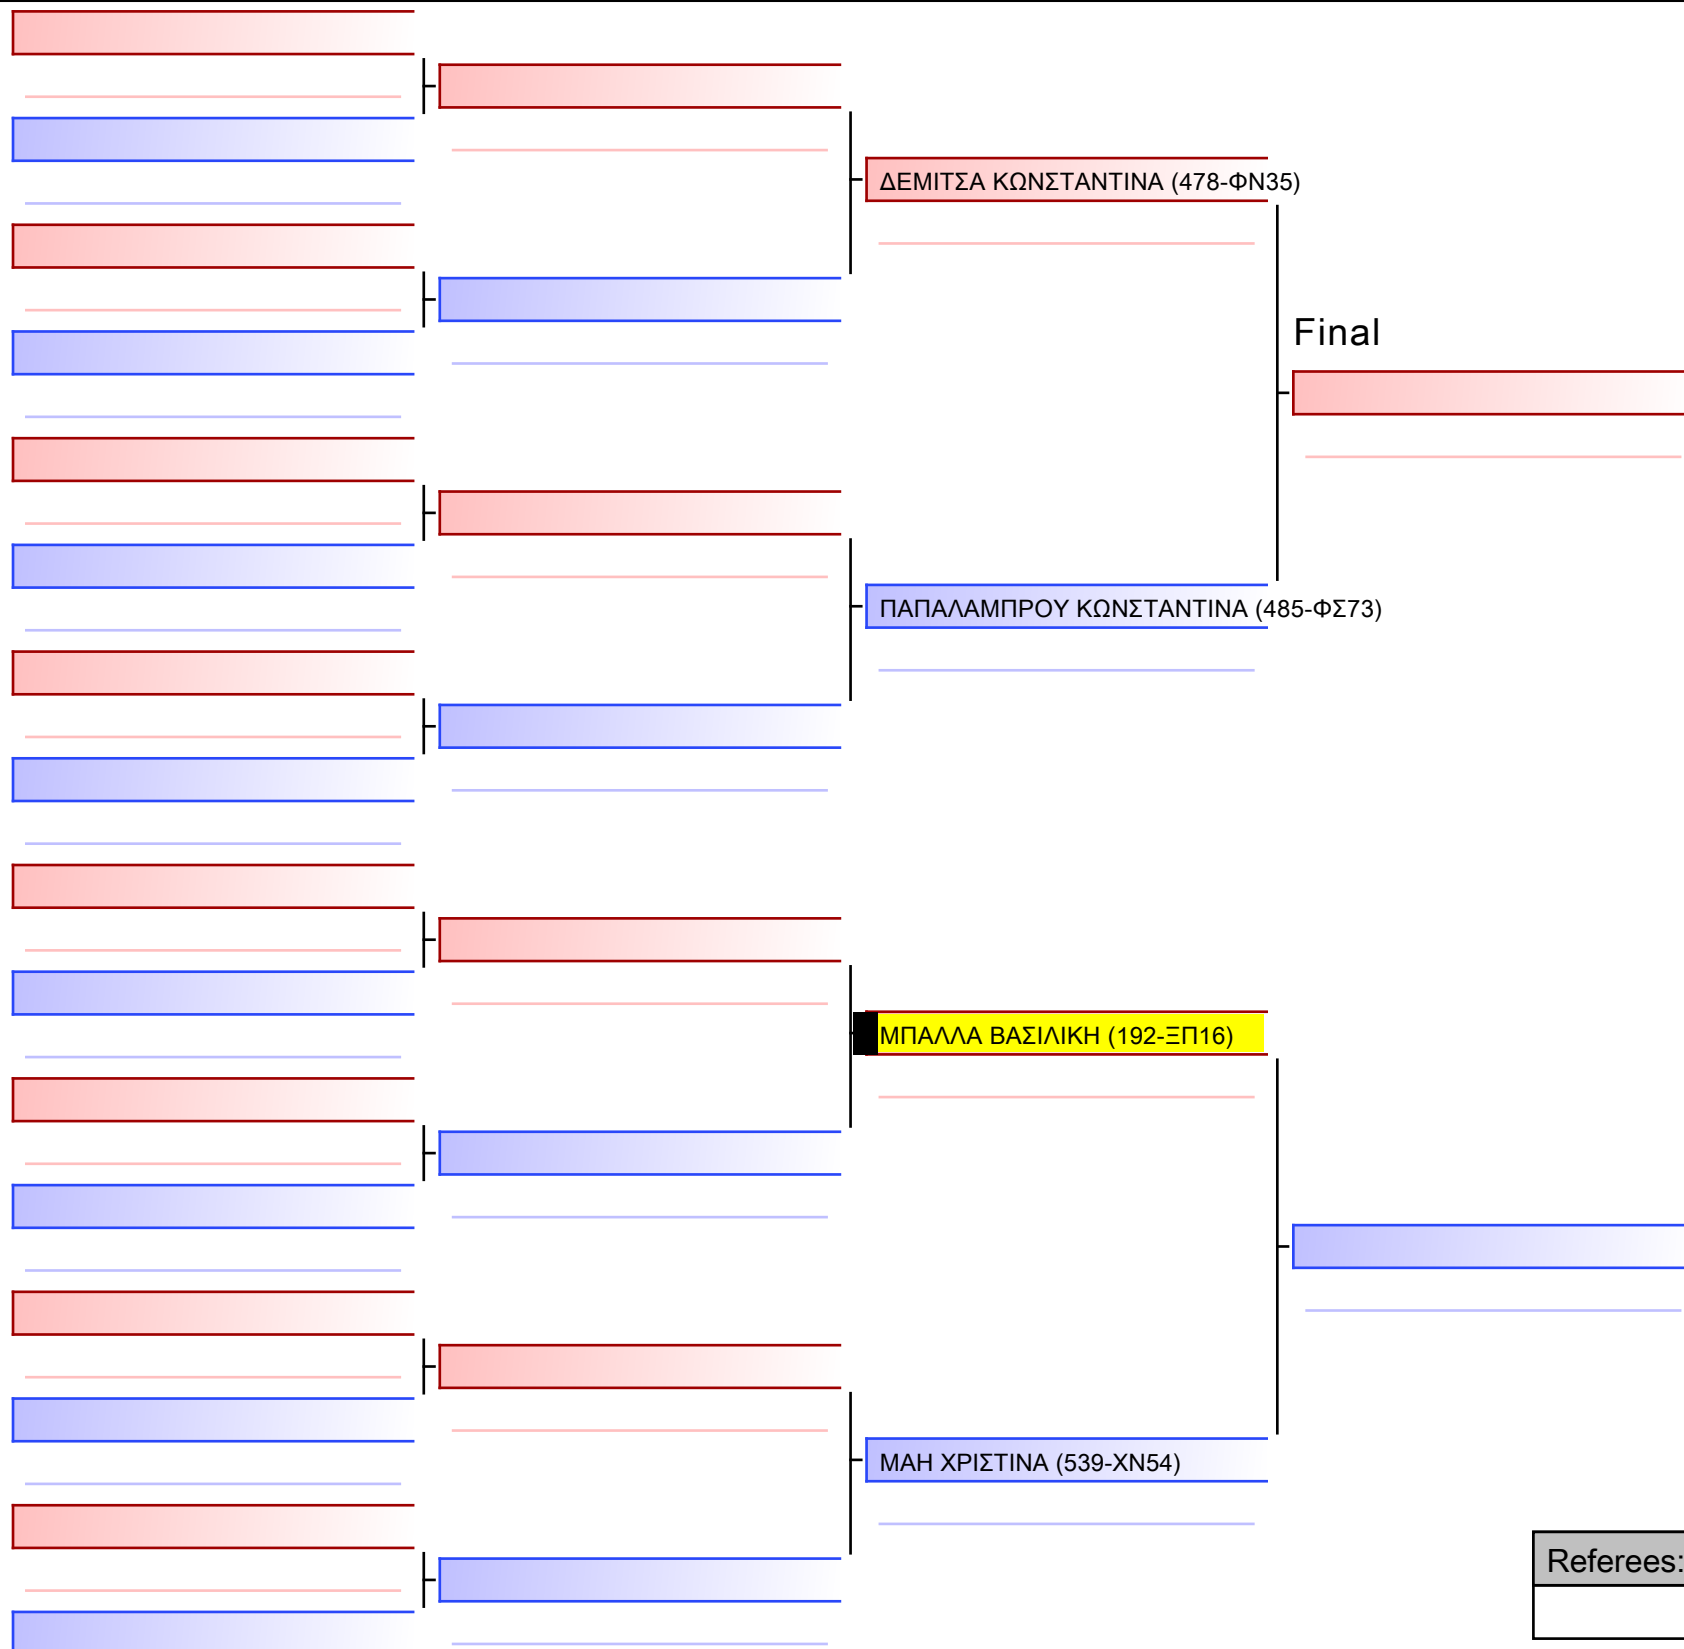 ΔΕΜΙΤΣΑ ΚΩΝΣΤΑΝΤΙΝΑ (478-ΦΝ35)
Final
ΠΑΠΑΛΑΜΠΡΟΥ ΚΩΝΣΤΑΝΤΙΝΑ (485-ΦΣ73)
ΜΠΑΛΛΑ ΒΑΣΙΛΙΚΗ (192-ΞΠ16)
ΜΑΗ ΧΡΙΣΤΙΝΑ (539-ΧΝ54)
Referees: